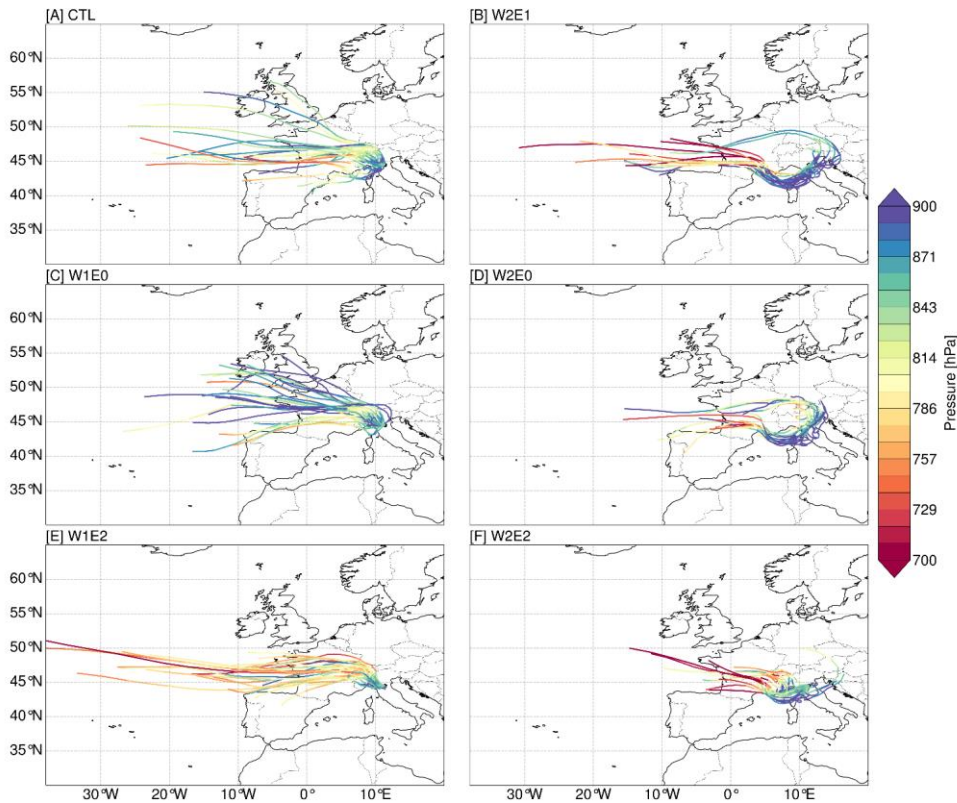 [A] CTL
[B] W2E1
60°N
55°N
50°N
45°N
40°N
35°N
[C] W1E0
[D] W2E0
60°N
55°N
50°N
45°N
40°N
35°N
[E] W1E2
[F] W2E2
60°N
55°N
50°N
45°N
40°N
35°N
30°W 20°W 10°W 0° 10°E
30°W 20°W 10°W 0° 10°E
900
871
843
814
786
757
729
700
Pressure [hPa]